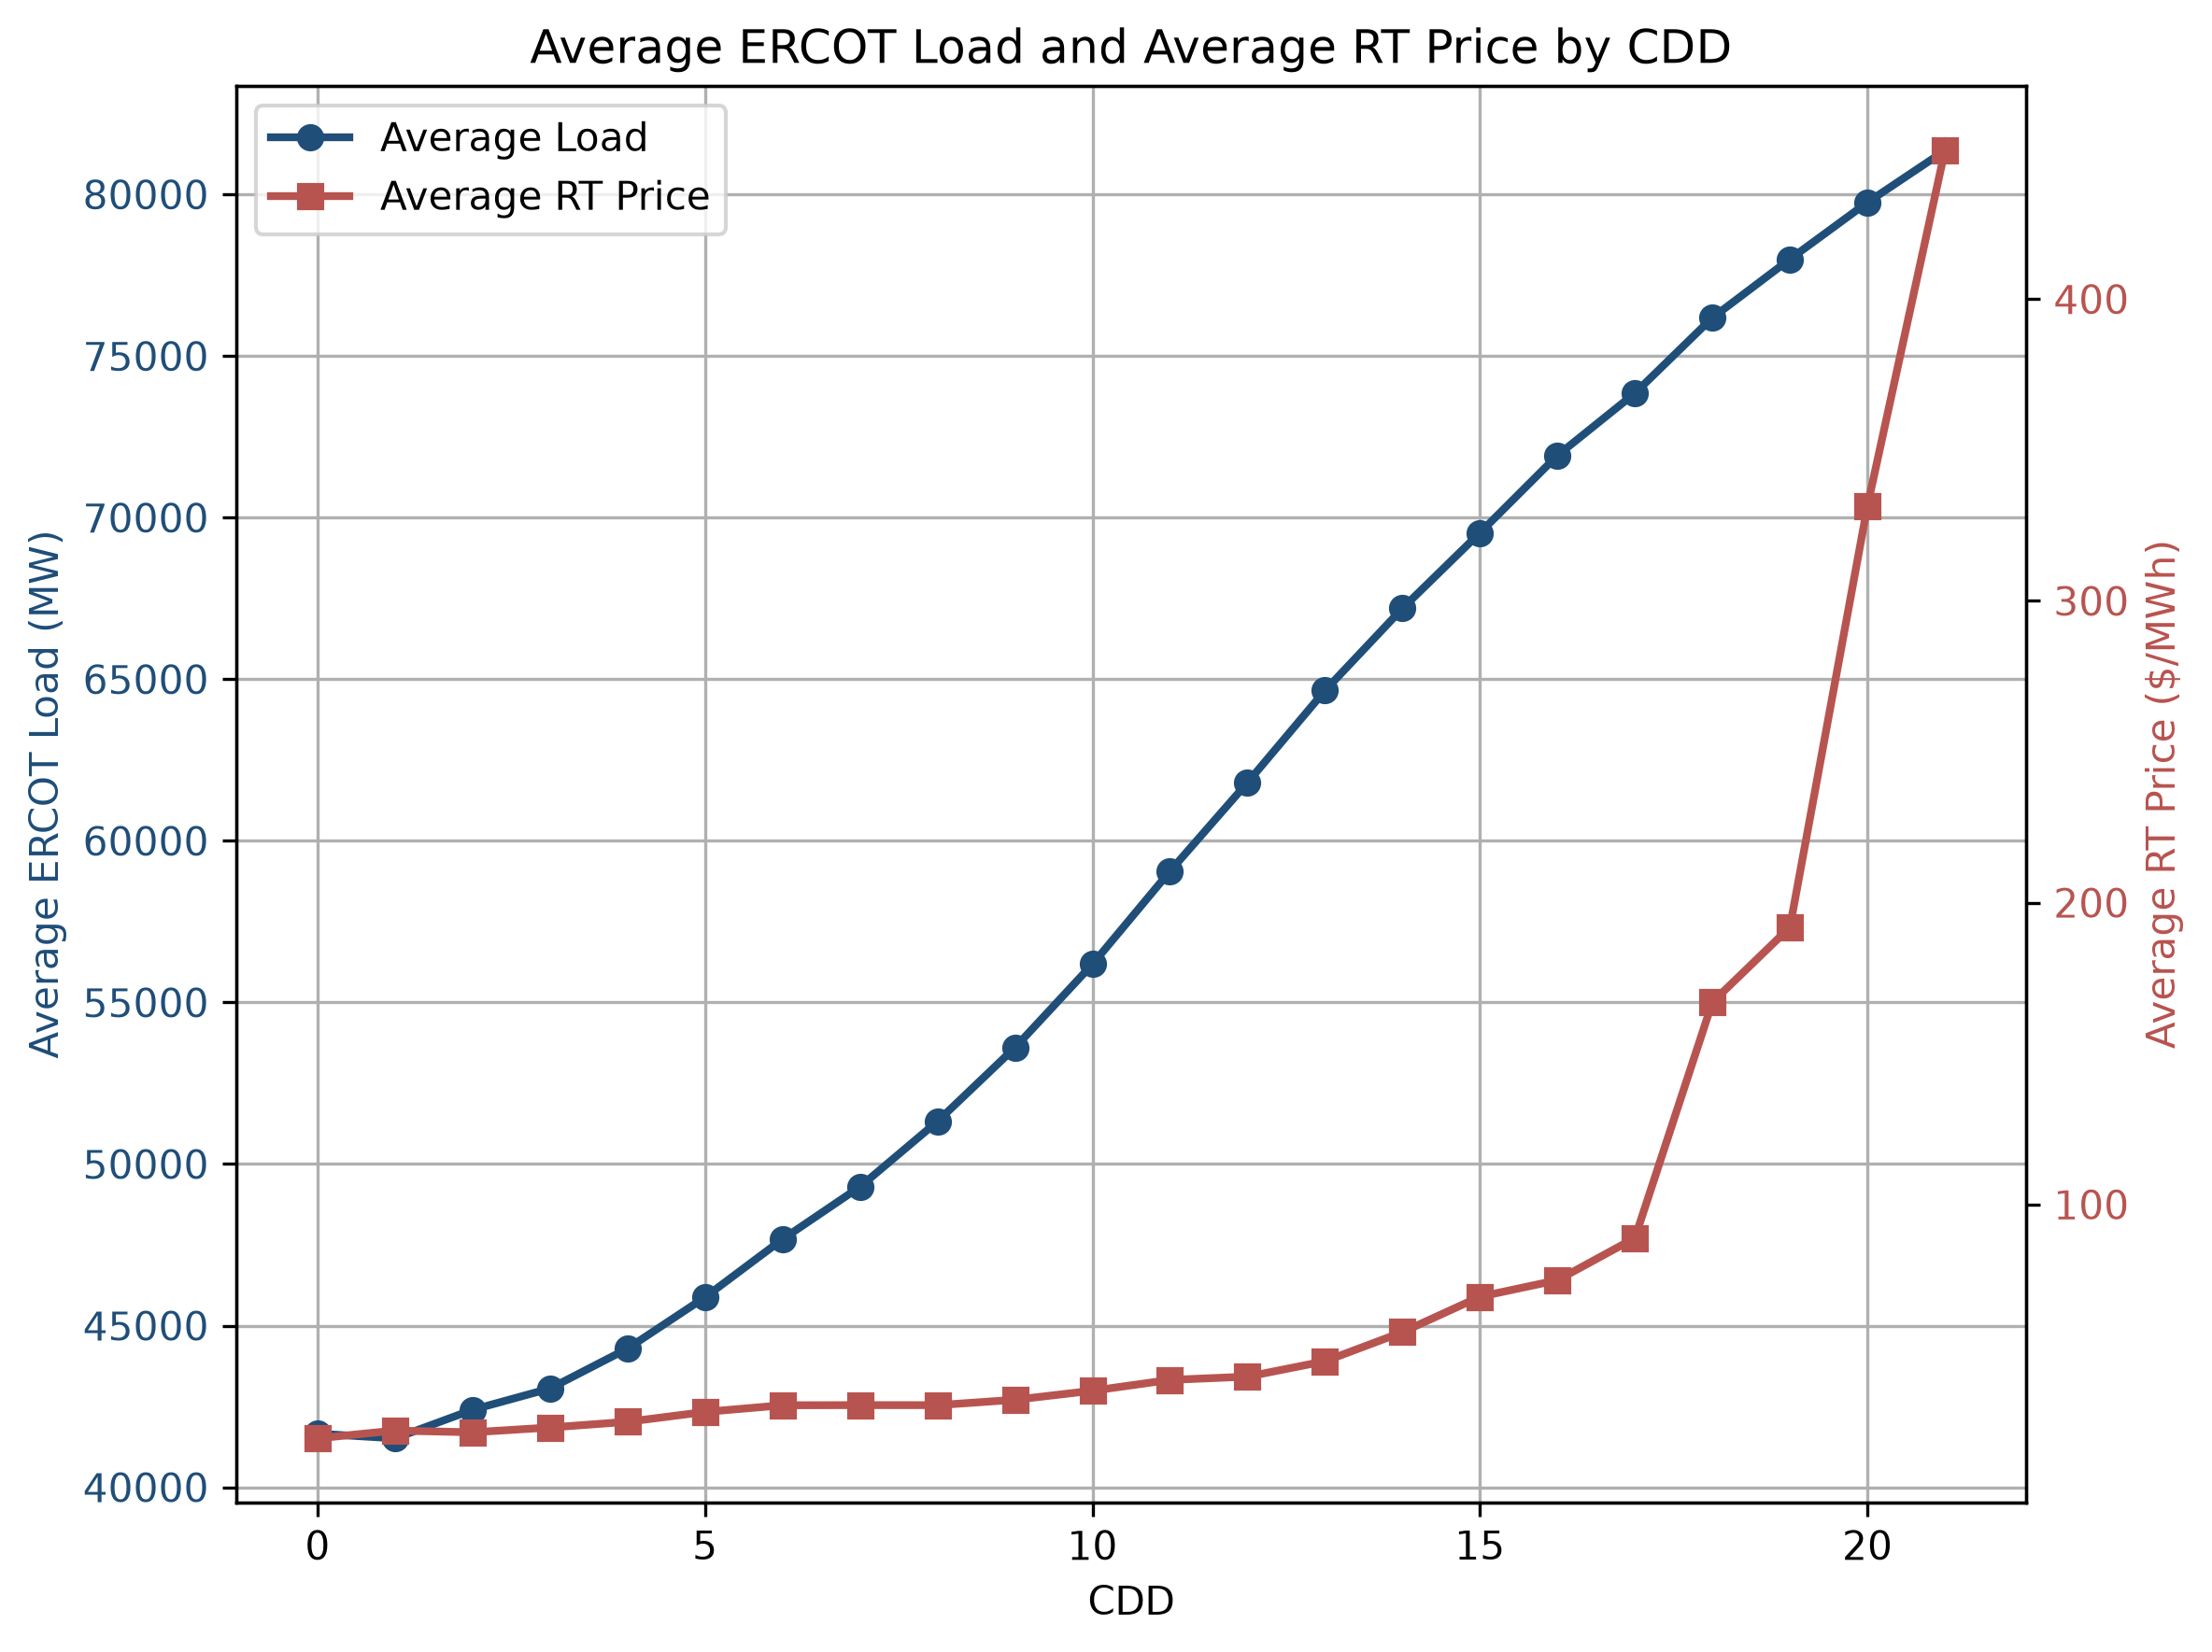 Average ERCOT Load and Average RT Price by CDD
Average Load
Average RT Price
Average ERCOT Load (MW)
80000
75000
70000
65000
60000
55000
50000
45000
40000
400
300
200
100
Average RT Price ($/MWh)
0 5 10 15 20
CDD